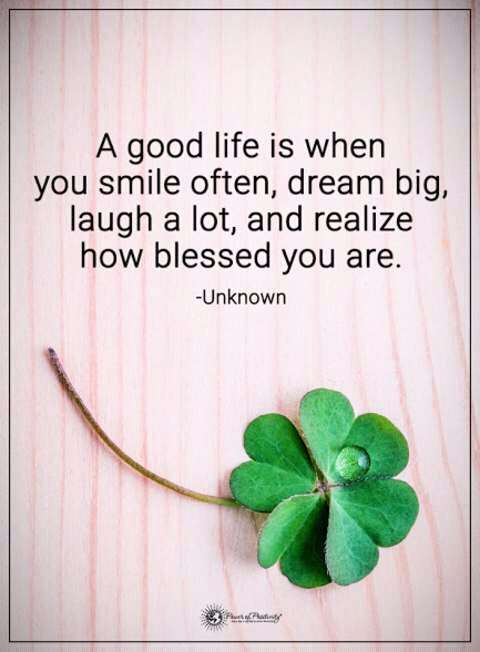 A good life is when
you smile often, dream big,
laugh a lot, and realize
how blessed you are.
-Unknown
Power of Positivity